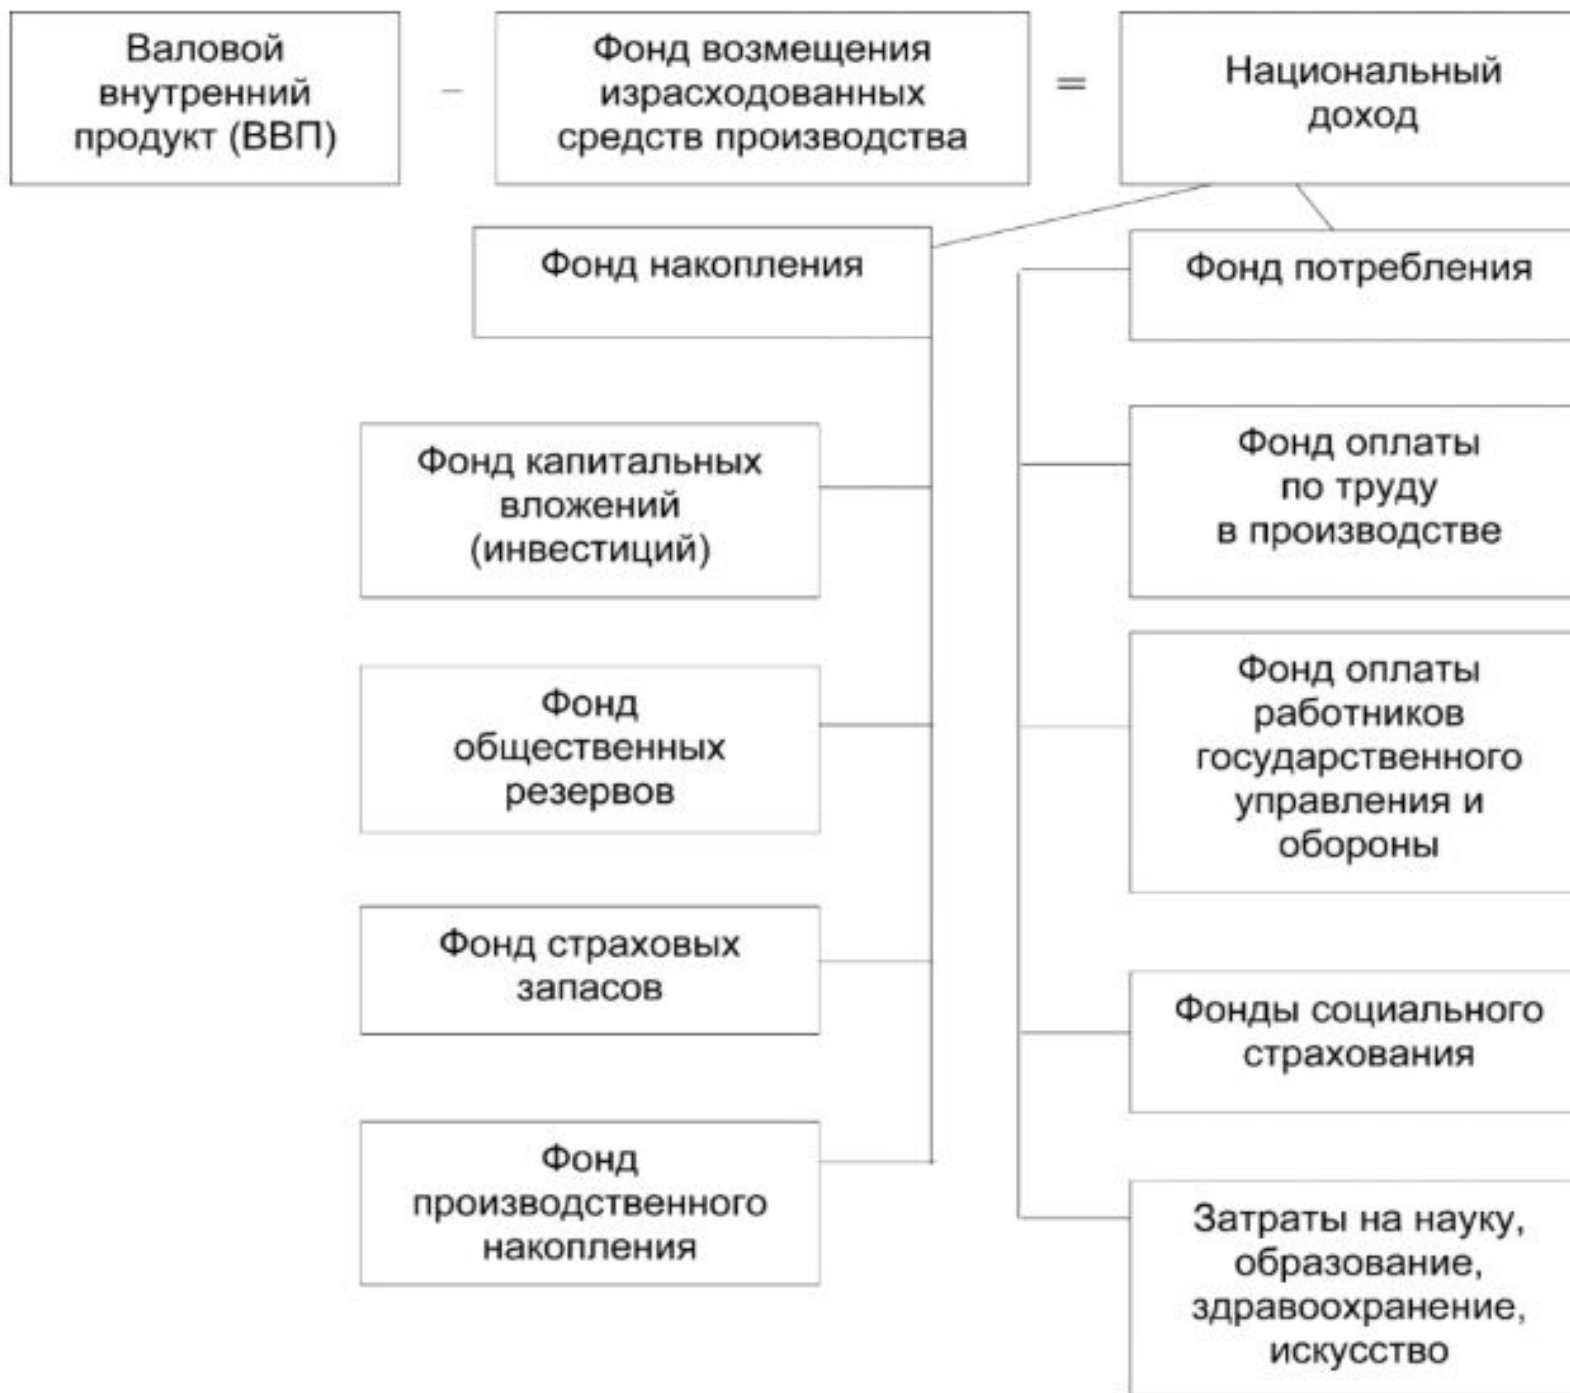 Валовой
внутренний
продукт (ВВП)
–
Фонд возмещения
израсходованных
средств производства
=
Национальный
доход
Фонд накопления
Фонд капитальных
вложений
(инвестиций)
Фонд
общественных
резервов
Фонд страховых
запасов
Фонд
производственного
накопления
Фонд потребления
Фонд оплаты
по труду
в производстве
Фонд оплаты
работников
государственного
управления и
обороны
Фонды социального
страхования
Затраты на науку,
образование,
здравоохранение,
искусство